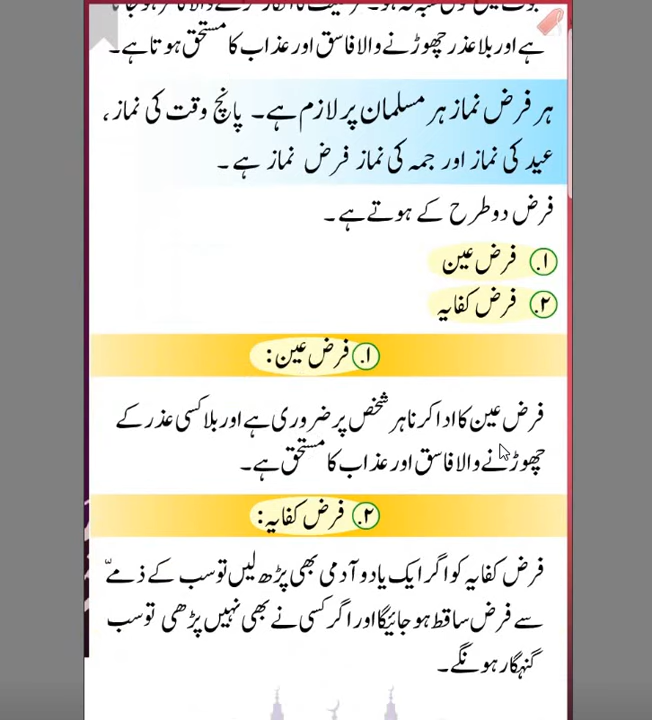 ہے اور بلا عذر چھوڑنے والا فاسق اور عذاب کا مستحق ہوتا ہے۔
ہر فرض نماز ہر مسلمان پر لازم ہے۔ پانچ وقت کی نماز،
عید کی نماز اور جمہ کی نماز فرض نماز ہے۔
فرض دو طرح کے ہوتے ہے۔
۱. فرض عین
۲. فرض کفایہ
۱. فرض عین:
فرض عین کا ادا کرنا ہر شخص پر ضروری ہے اور بلا کسی عذر کے
چھوڑنے والا فاسق اور عذاب کا مستحق ہے۔
۲. فرض کفایہ:
فرض کفایہ کو اگر ایک یا دو آدمی بھی پڑھ لیں تو سب کے ذمے
سے فرض ساقط ہو جائیگا اور اگر کسی نے بھی نہیں پڑھی تو سب
گنہگار ہونگے۔